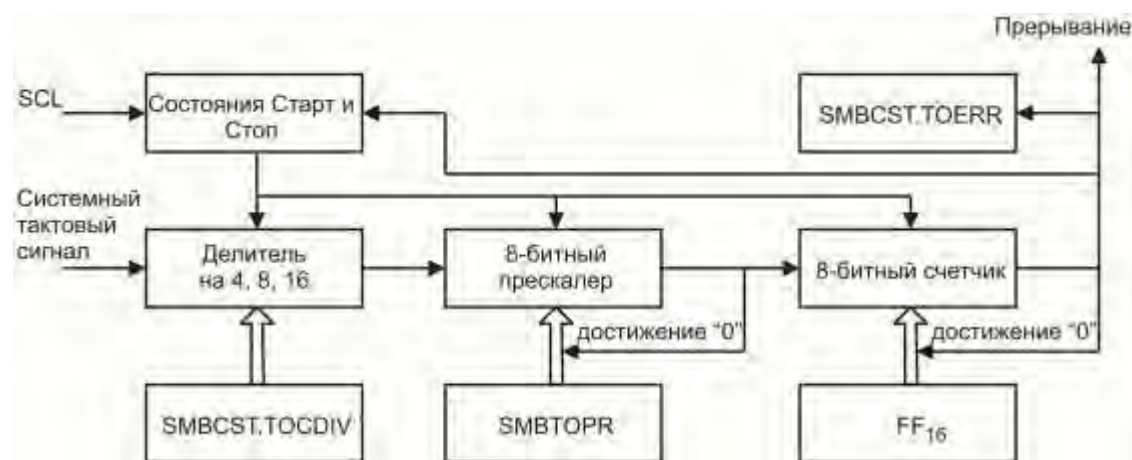 Прерывание
SCL
Состояния Старт и
Стоп
SMBCST.TOERR
Системный
тактовый
сигнал
Делитель
на 4, 8, 16
8-битный
прескалер
8-битный счетчик
достижение "0"
достижение "0"
SMBCST.TOCDIV
SMBTOPR
FF16